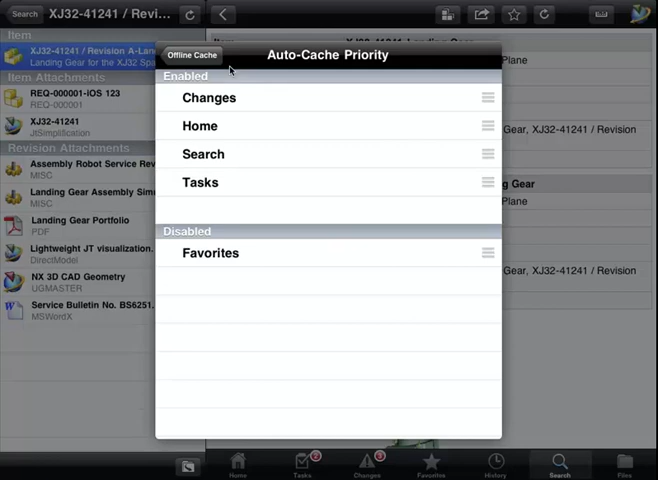 Search
XJ32-41241 / Revi...
Item
XJ32-41241 / Revision A-Lan
Landing Gear for the XJ32 Spa
Item Attachments
REQ-000001-iOS 123
REQ-000001
XJ32-41241
JtSimplification
Revision Attachments
Assembly Robot Service Rev
MISC
Landing Gear Assembly Sim
MISC
Landing Gear Portfolio
PDF
Lightweight JT visualization.
DirectModel
NX 3D CAD Geometry
UGMASTER
Service Bulletin No. BS6251.
MSWordX
Offline Cache
Auto-Cache Priority
Enabled
Changes
Home
Search
Tasks
Disabled
Favorites
Plane
Gear, XJ32-41241 / Revision
g Gear
Plane
Gear, XJ32-41241 / Revision
Home
Tasks
2
Changes
Favorites
History
Search
Files